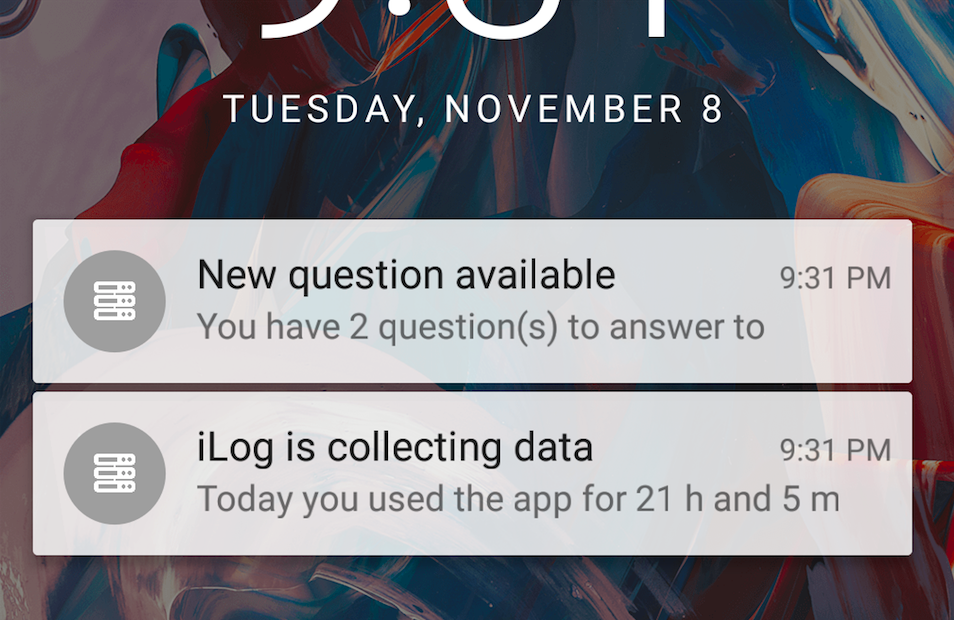 TUESDAY, NOVEMBER 8
New question available 9:31 PM
You have 2 question(s) to answer to
iLog is collecting data 9:31 PM
Today you used the app for 21 h and 5 m